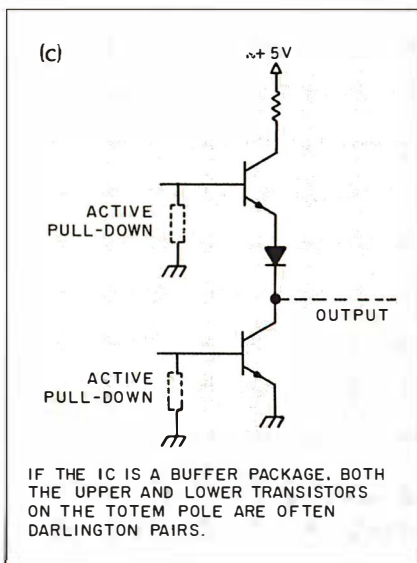 (c)
~+5V
ACTIVE
PULL-DOWN
OUTPUT
ACTIVE
PULL-DOWN
IF THE IC IS A BUFFER PACKAGE. BOTH
THE UPPER AND LOWER TRANSISTORS
ON THE TOTEM POLE ARE OFTEN
DARLINGTON PAIRS.